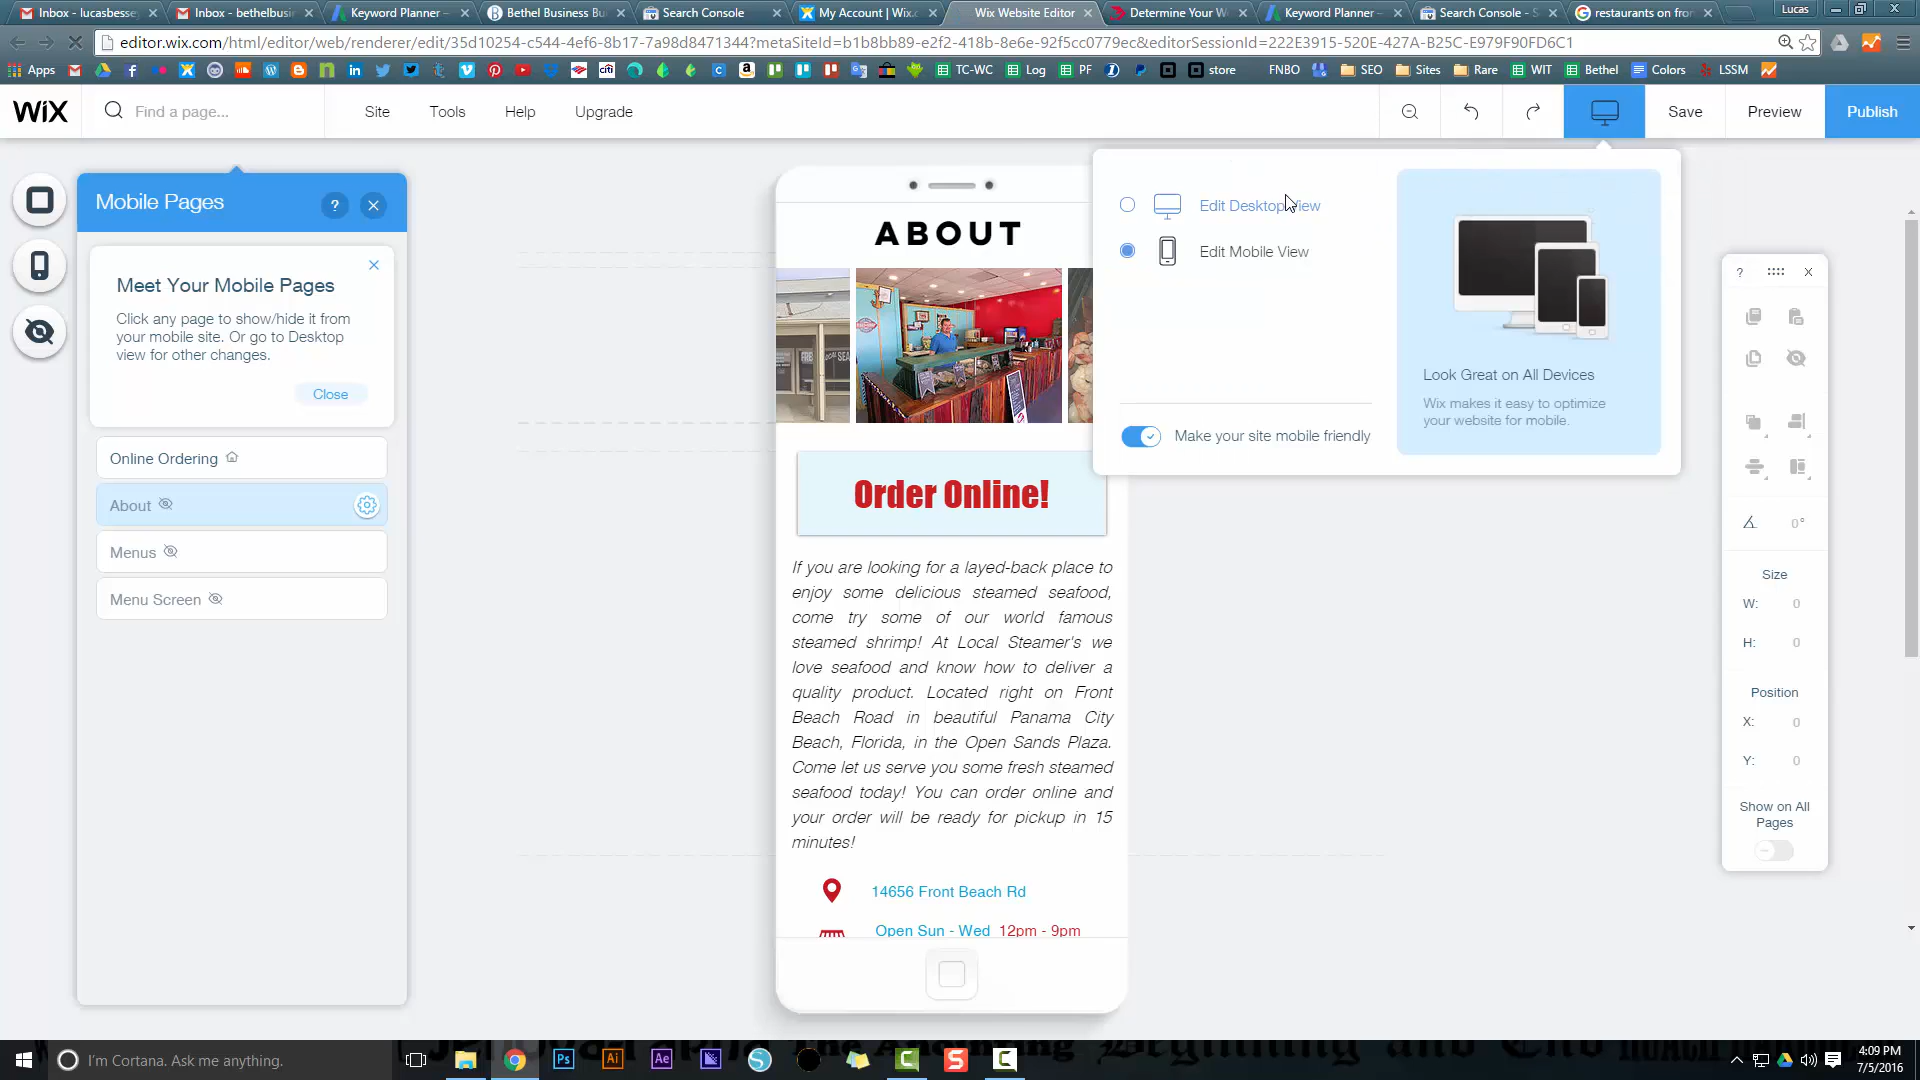 Inbox - lucasbesse
Inbox - bethelbusin
Keyword Planner -
Bethel Business Bu
Search Console
My Account | Wix.c
Wix Website Editor
Determine Your W
Keyword Planner -
Search Console - S
restaurants on fron
Lucas
editor.wix.com/html/editor/web/renderer/edit/35d10254-c544-4ef6-8b17-7a98d8471344?metaSiteId=b1b8bb89-e2f2-418b-8e6e-92f5cc0779ec&editorSessionId=222E3915-520E-427A-B25C-E979F90FD6C1
Apps
TC-WC
Log
PF
store
FNBO
SEO
Sites
Rare
WIT
Bethel
Colors
LSSM
WiX
Find a page...
Site
Tools
Help
Upgrade
Save
Preview
Publish
Mobile Pages
?
Meet Your Mobile Pages
Click any page to show/hide it from
your mobile site. Or go to Desktop
view for other changes.
Close
Online Ordering
About
Menus
Menu Screen
ABOUT
Order Online!
If you are looking for a layed-back place to
enjoy some delicious steamed seafood,
come try some of our world famous
steamed shrimp! At Local Steamer's we
love seafood and know how to deliver a
quality product. Located right on Front
Beach Road in beautiful Panama City
Beach, Florida, in the Open Sands Plaza.
Come let us serve you some fresh steamed
seafood today! You can order online and
your order will be ready for pickup in 15
minutes!
14656 Front Beach Rd
Open Sun - Wed 12pm - 9pm
Edit Desktop View
Edit Mobile View
Make your site mobile friendly
Look Great on All Devices
Wix makes it easy to optimize
your website for mobile.
?
0°
Size
W: 0
H: 0
Position
X: 0
Y: 0
Show on All
Pages
I'm Cortana. Ask me anything.
Ps
Ai
Ae
4:09 PM
7/5/2016